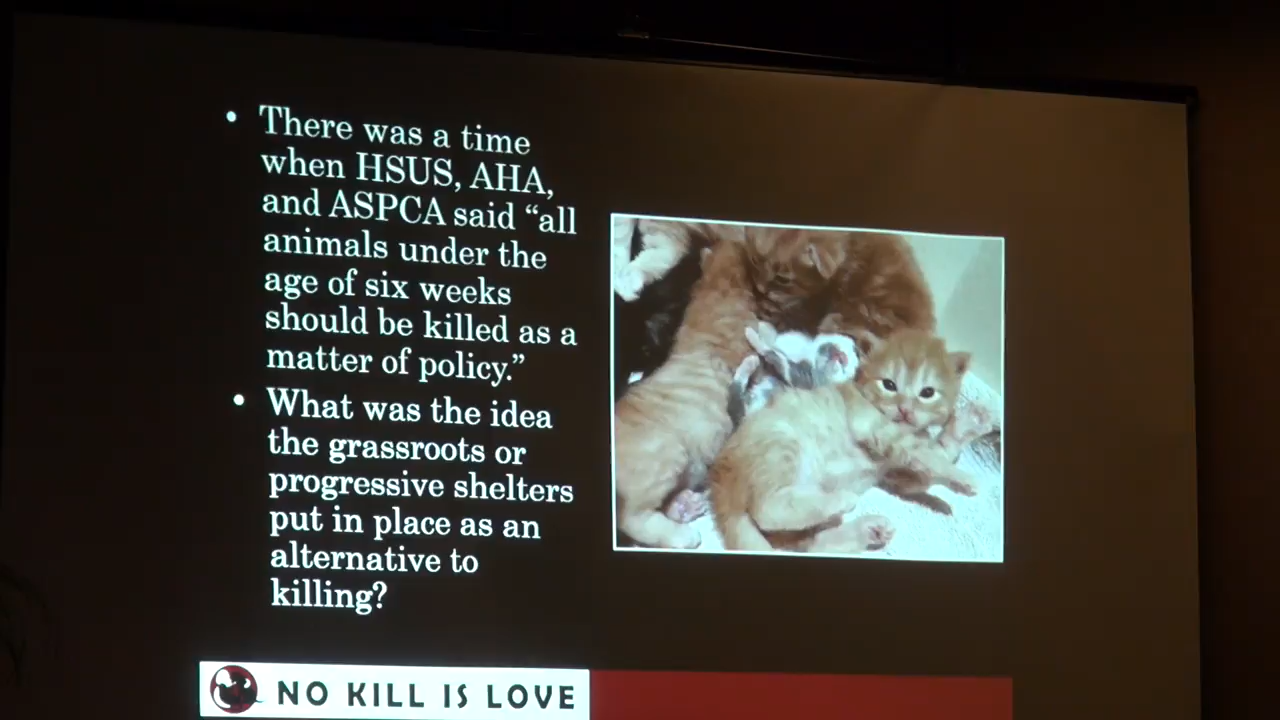 • There was a time
when HSUS, AHA,
and ASPCA said “all
animals under the
age of six weeks
should be killed as a
matter of policy.”
• What was the idea
the grassroots or
progressive shelters
put in place as an
alternative to
killing?
NO KILL IS LOVE